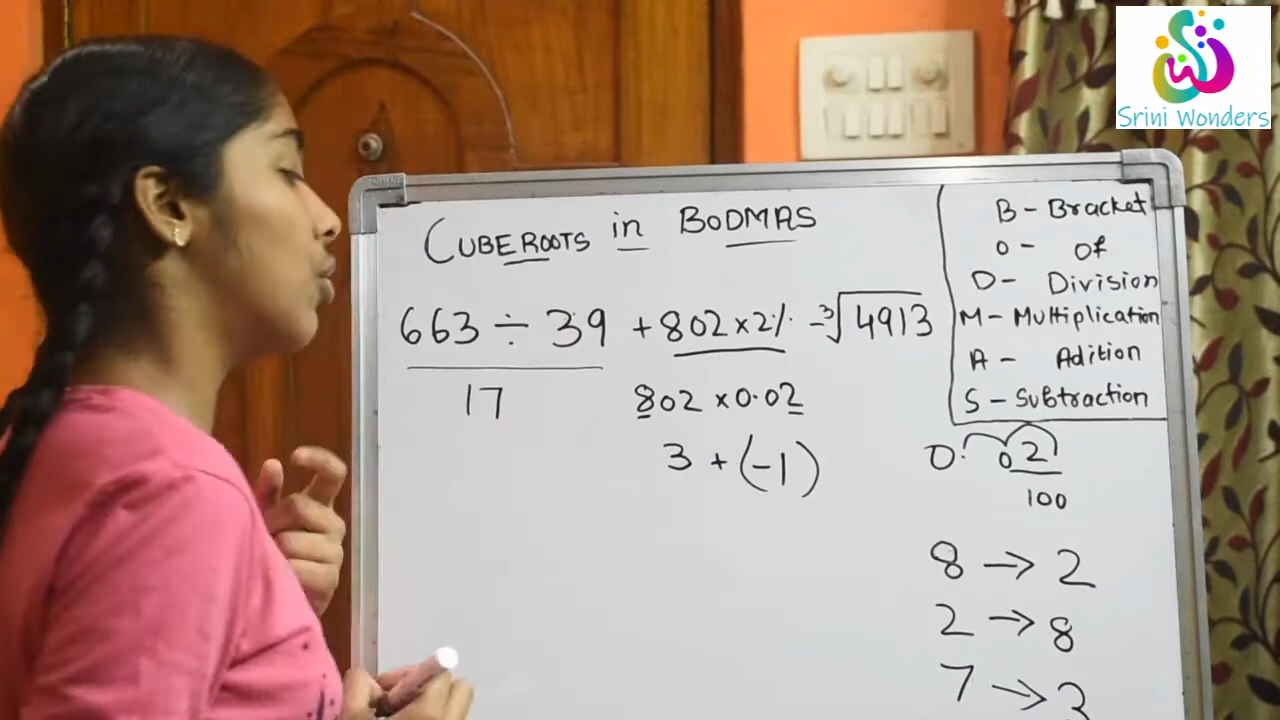 Srini Wonders
CUBEROOTS in BODMAS
663 ÷ 39 + 802 × 2% - ³√4913
17
802 × 0.02
3 + (-1)
B - Bracket
O - Of
D - Division
M - Multiplication
A - Adition
S - Subtraction
0.02
100
8 → 2
2 → 8
7 → 3